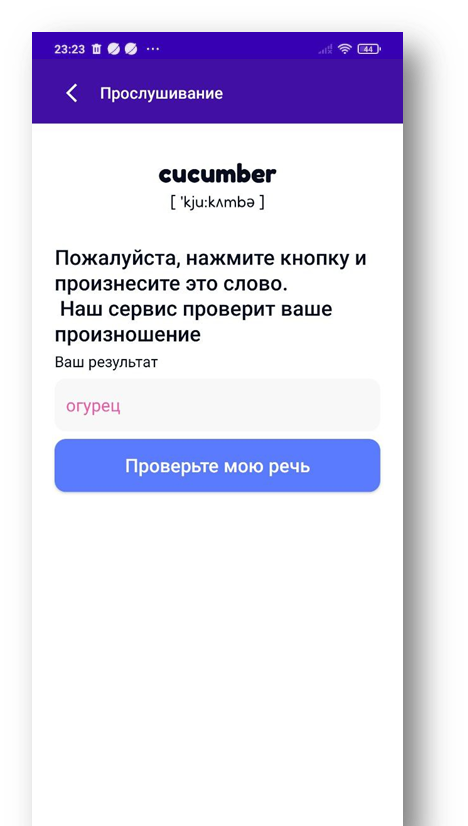 23:23 ... 44
Прослушивание
cucumber
[ 'kju:kʌmbə ]
Пожалуйста, нажмите кнопку и
произнесите это слово.
Наш сервис проверит ваше
произношение
Ваш результат
огурец
Проверьте мою речь